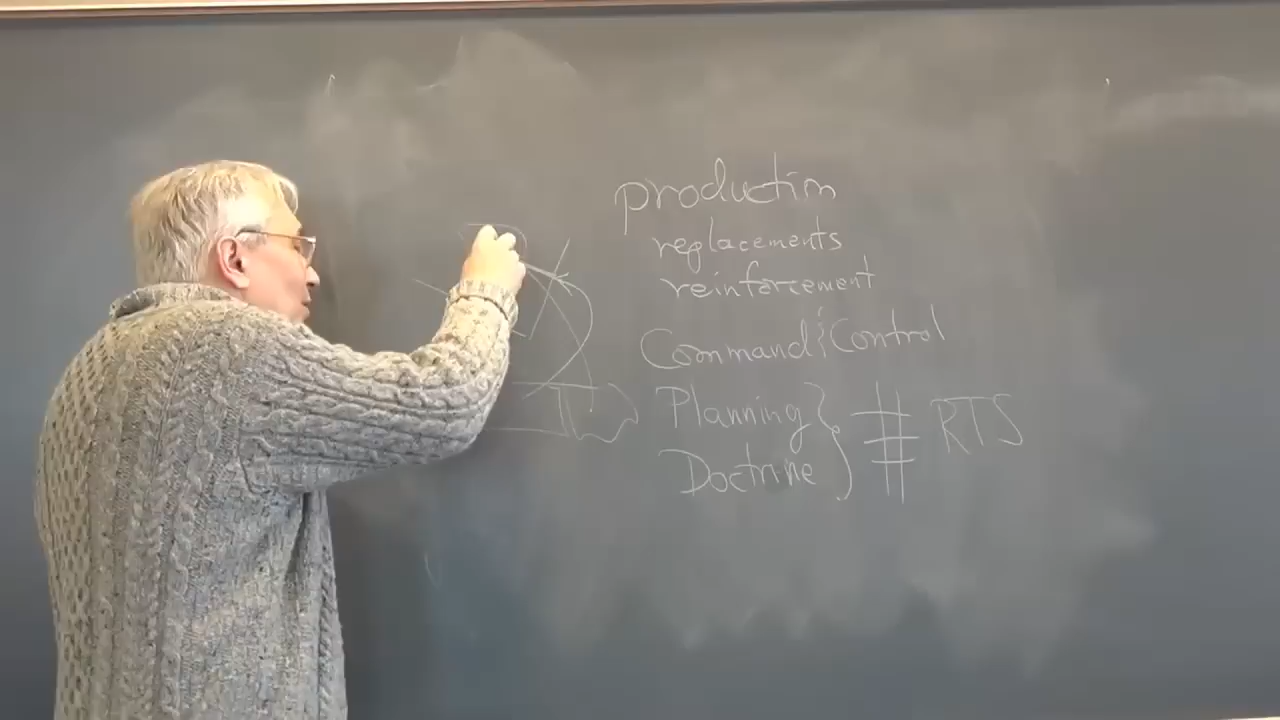 production
replacements
reinforcement
Command & Control
Planning } # RTS
Doctrine